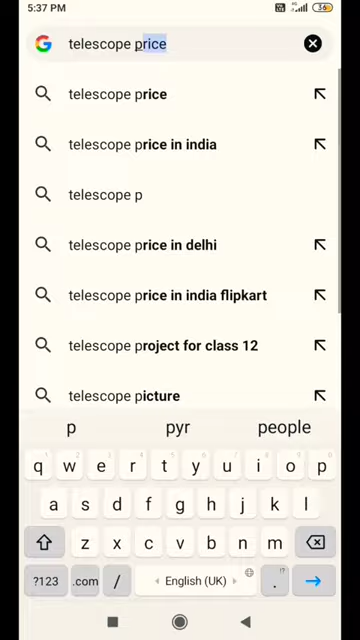 5:37 PM
36
telescope price
telescope price
telescope price in india
telescope p
telescope price in delhi
telescope price in india flipkart
telescope project for class 12
telescope picture
p pyr people
q w e r t y u i o p
a s d f g h j k l
z x c v b n m
?123 .com / English (UK) . !?